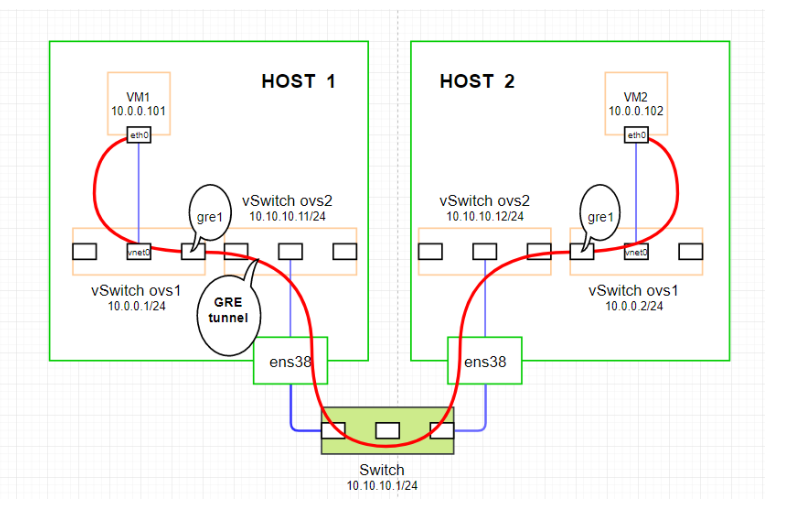 HOST 1
HOST 2
VM1
10.0.0.101
eth0
VM2
10.0.0.102
eth0
gre1
vSwitch ovs2
10.10.10.11/24
vSwitch ovs2
10.10.10.12/24
gre1
vnet0
vnet0
vSwitch ovs1
10.0.0.1/24
GRE
tunnel
vSwitch ovs1
10.0.0.2/24
ens38
ens38
Switch
10.10.10.1/24